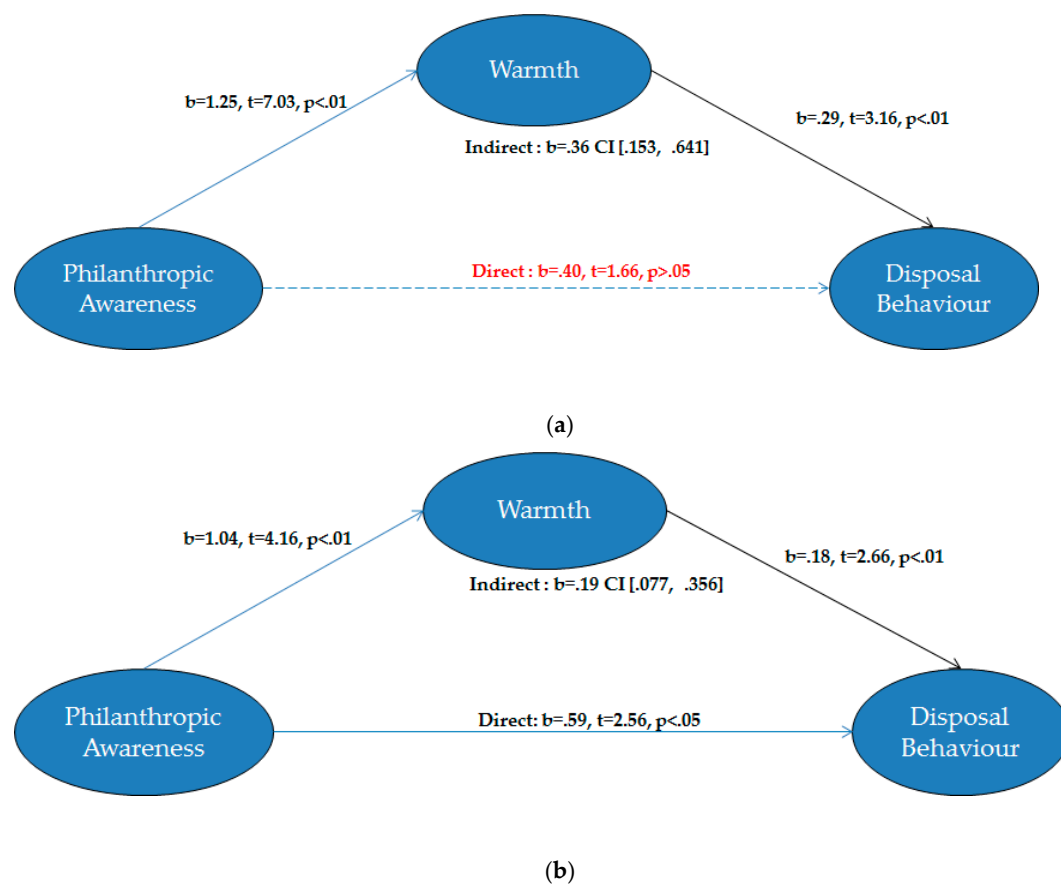 Warmth
b=1.25, t=7.03, p<.01
b=.29, t=3.16, p<.01
Indirect : b=.36 CI [.153, .641]
Philanthropic
Awareness
Direct : b=.40, t=1.66, p>.05
Disposal
Behaviour
(a)
Warmth
b=1.04, t=4.16, p<.01
b=.18, t=2.66, p<.01
Indirect : b=.19 CI [.077, .356]
Philanthropic
Awareness
Direct: b=.59, t=2.56, p<.05
Disposal
Behaviour
(b)